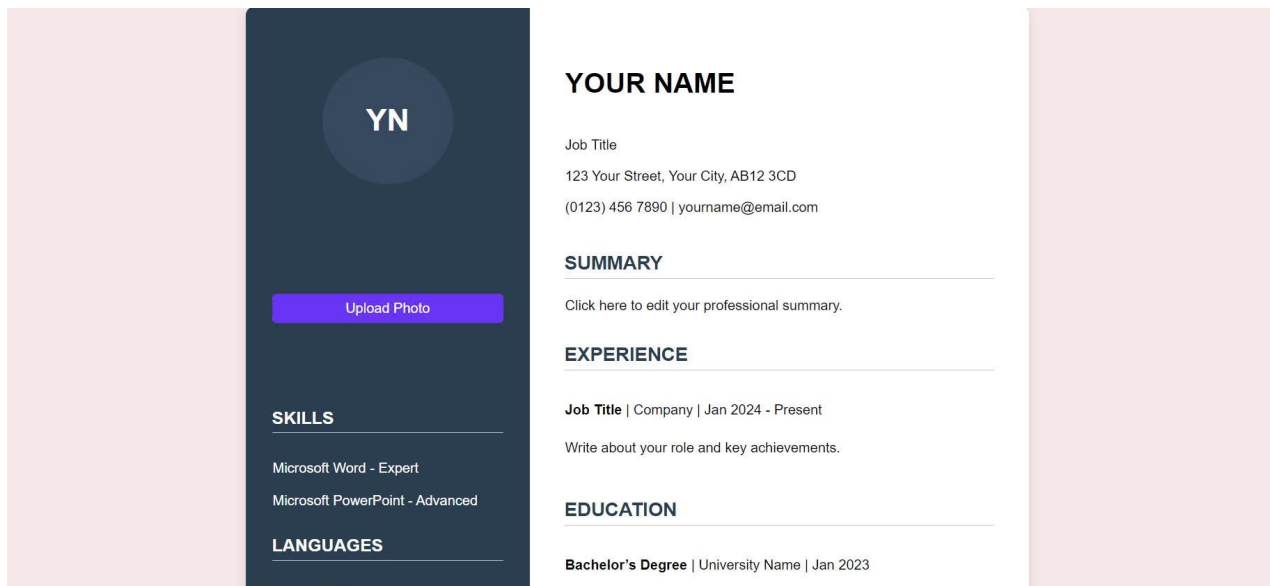 YN
Upload Photo
SKILLS
Microsoft Word - Expert
Microsoft PowerPoint - Advanced
LANGUAGES
YOUR NAME
Job Title
123 Your Street, Your City, AB12 3CD
(0123) 456 7890 | yourname@email.com
SUMMARY
Click here to edit your professional summary.
EXPERIENCE
Job Title | Company | Jan 2024 - Present
Write about your role and key achievements.
EDUCATION
Bachelor’s Degree | University Name | Jan 2023